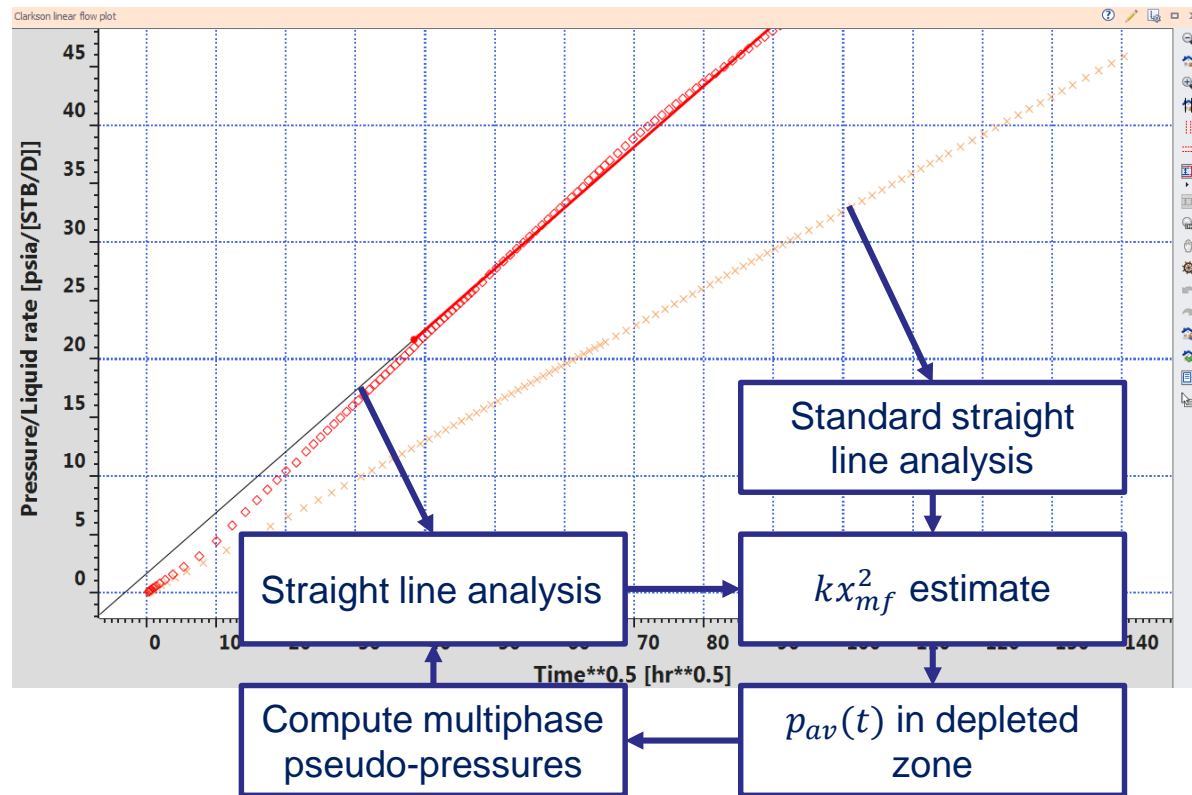 Clarkson linear flow plot
Pressure/Liquid rate [psia/[STB/D]]
45
40
35
30
25
20
15
10
5
0
Standard straight
line analysis
Straight line analysis
kx²mf estimate
0 10 70 80 140
Time**0.5 [hr**0.5]
Compute multiphase
pseudo-pressures
pav(t) in depleted
zone